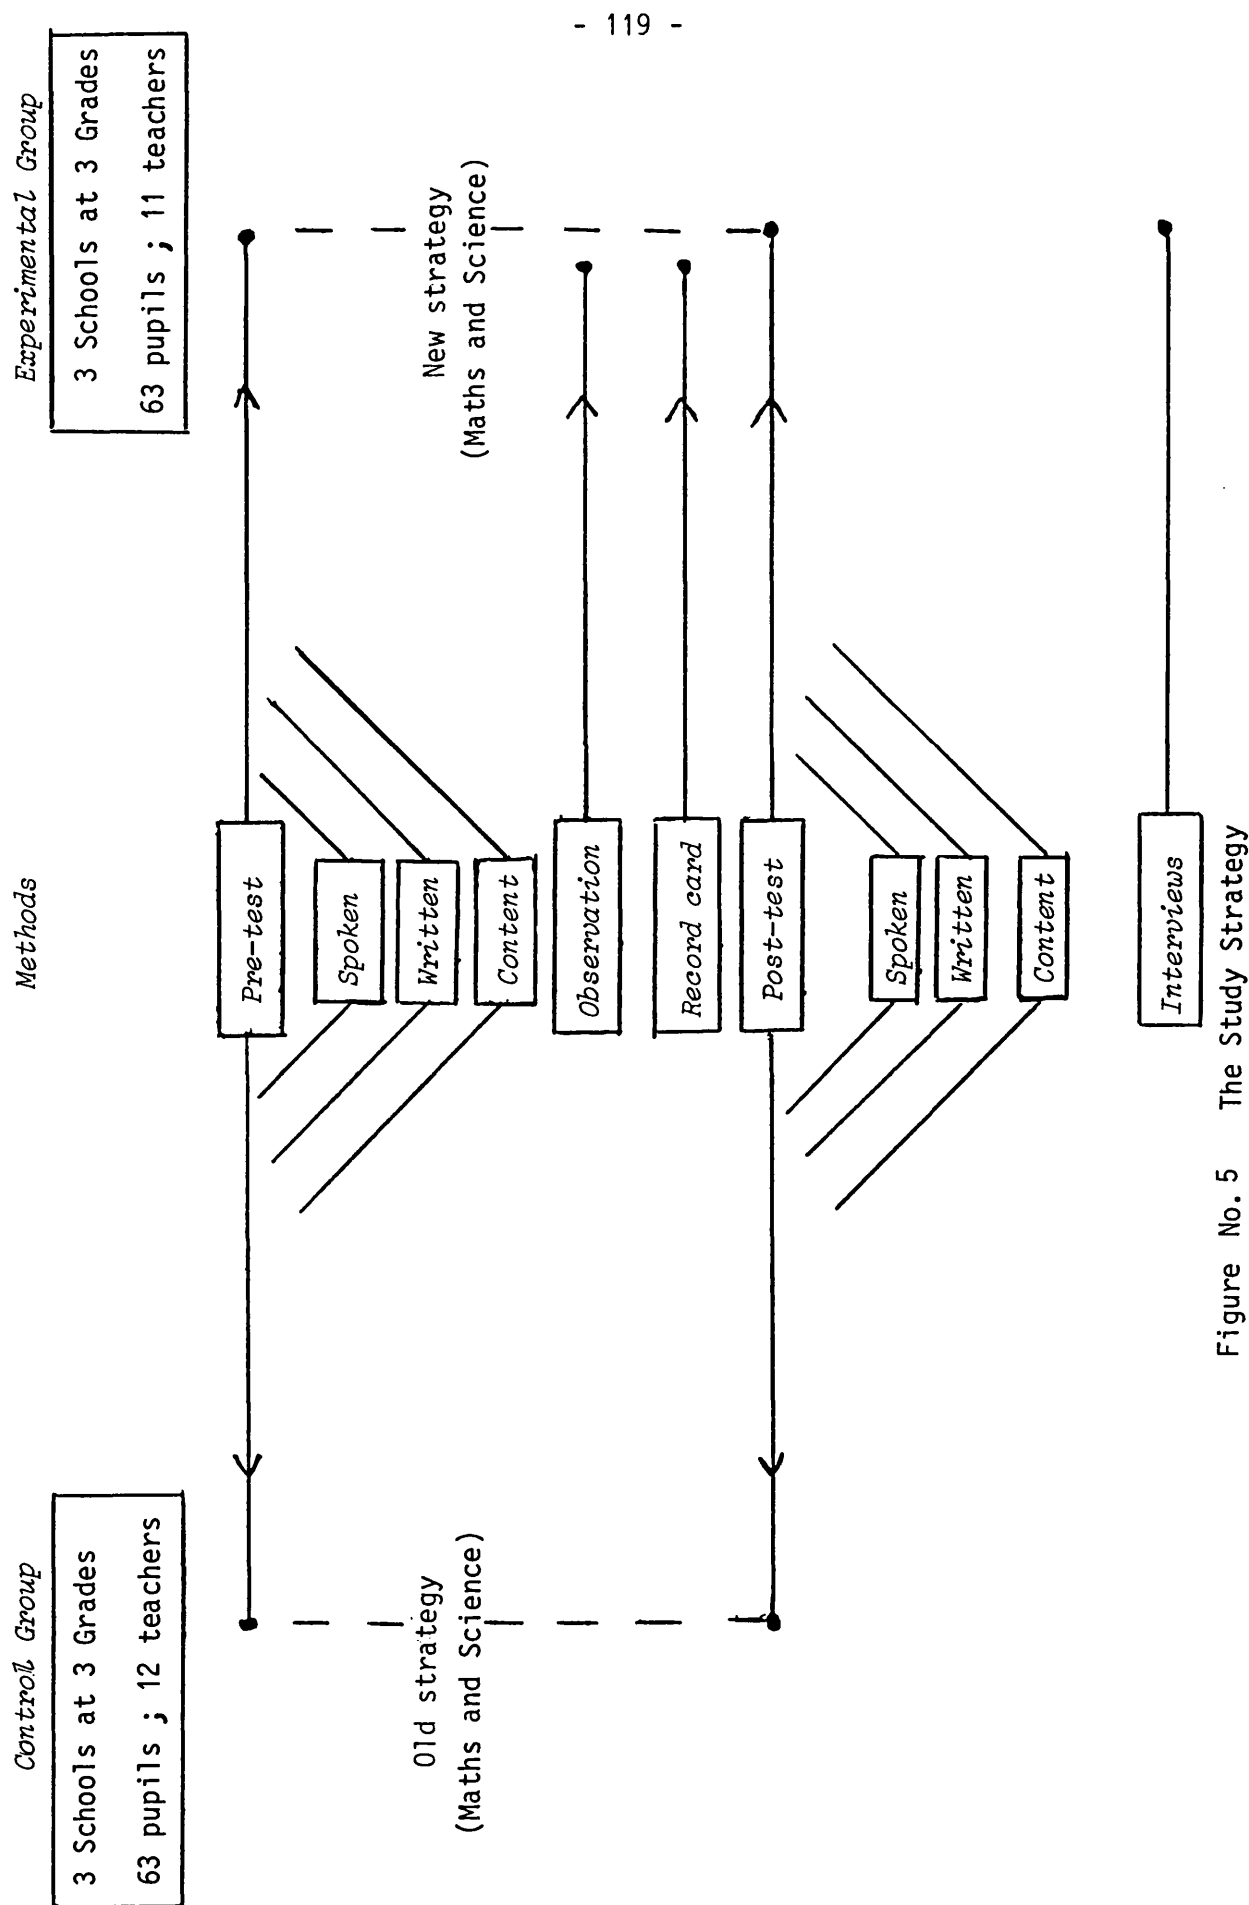 - 119 -
Control Group
3 Schools at 3 Grades
63 pupils ; 12 teachers
Methods
Experimental Group
3 Schools at 3 Grades
63 pupils ; 11 teachers
Pre-test
Spoken
Written
Content
Old strategy
(Maths and Science)
New strategy
(Maths and Science)
Observation
Record card
Post-test
Spoken
Written
Content
Interviews
Figure No. 5 The Study Strategy